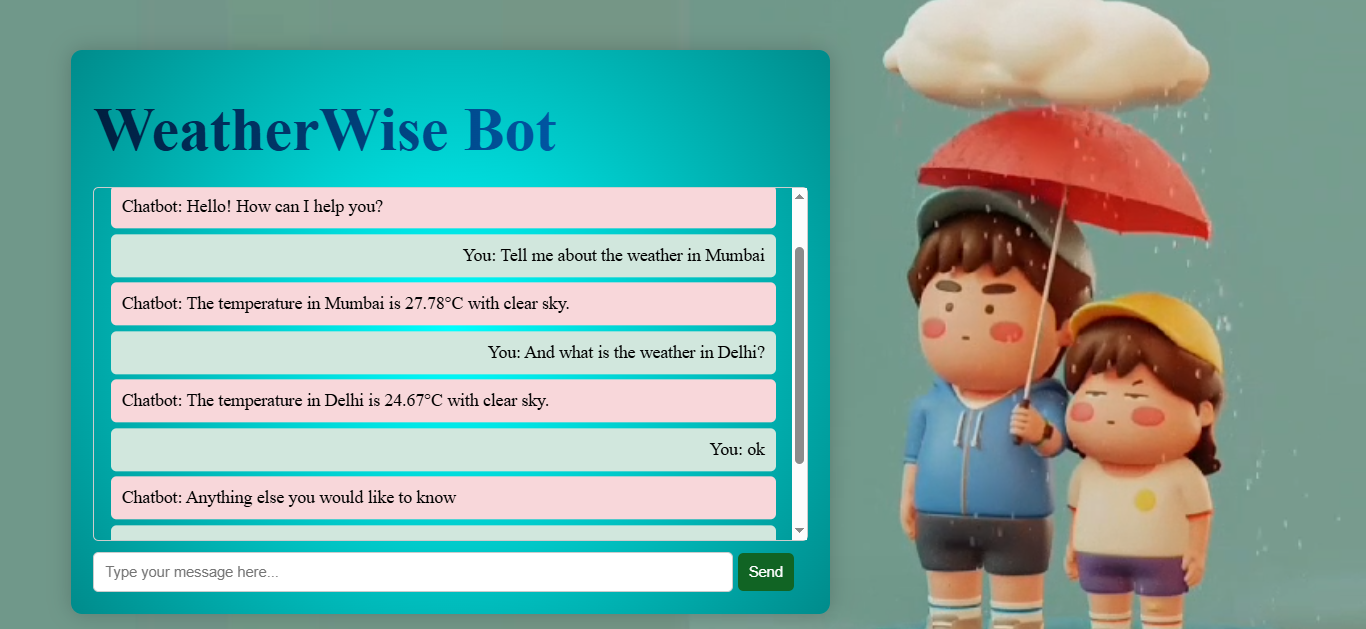 WeatherWise Bot
Chatbot: Hello! How can I help you?
You: Tell me about the weather in Mumbai
Chatbot: The temperature in Mumbai is 27.78°C with clear sky.
You: And what is the weather in Delhi?
Chatbot: The temperature in Delhi is 24.67°C with clear sky.
You: ok
Chatbot: Anything else you would like to know
Type your message here...
Send